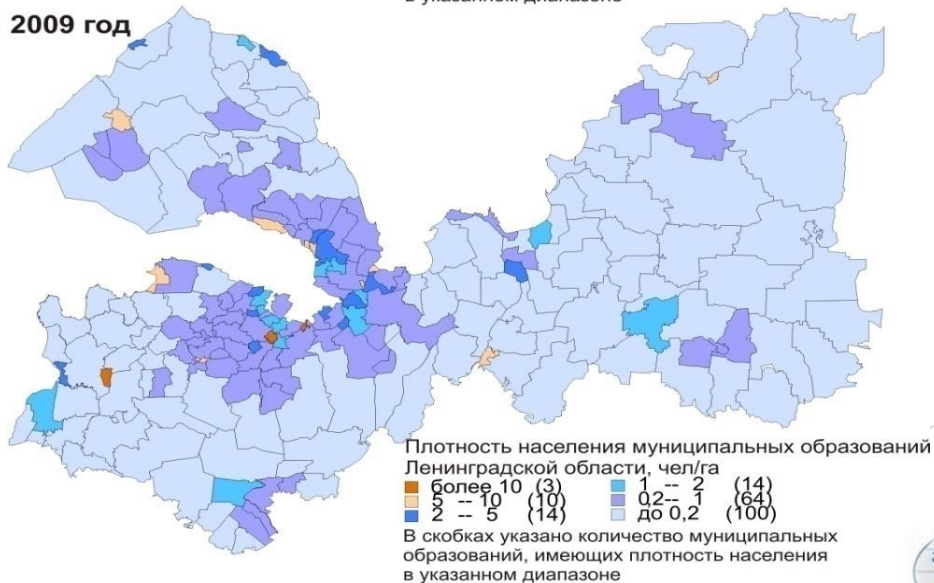 в указанном диапазоне
2009 год
Плотность населения муниципальных образований
Ленинградской области, чел/га
более 10 (3)
5 -- 10 (10)
2 -- 5 (14)
1 -- 2 (14)
0,2-- 1 (64)
до 0,2 (100)
В скобках указано количество муниципальных
образований, имеющих плотность населения
в указанном диапазоне